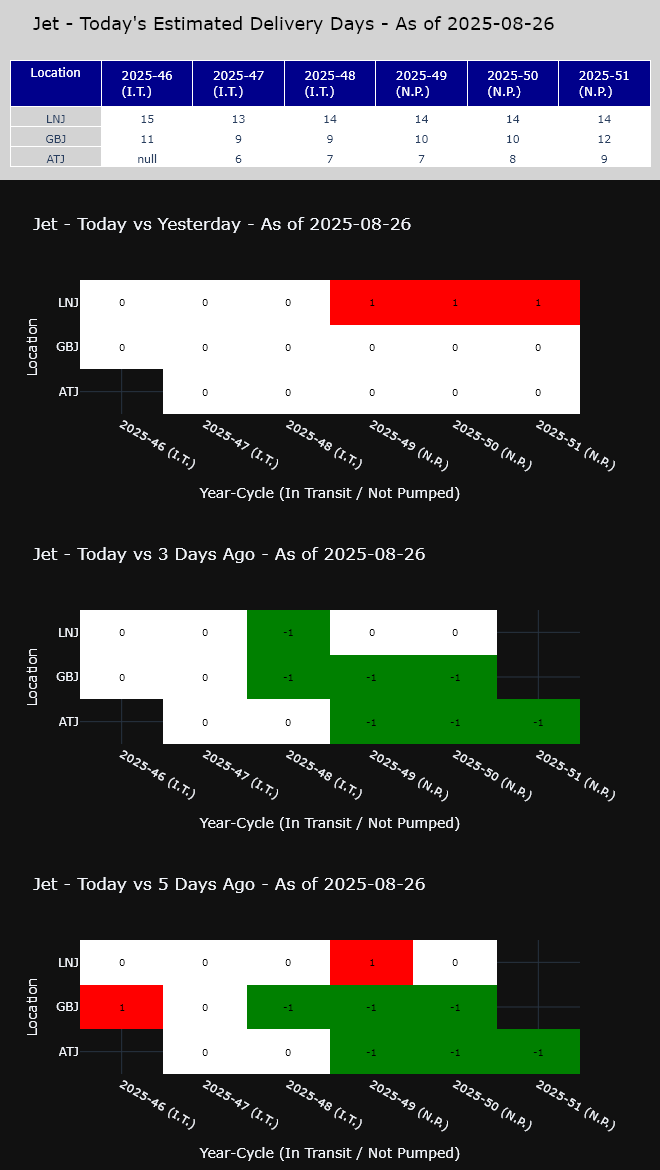 Jet - Today's Estimated Delivery Days - As of 2025-08-26
Location 2025-46 (I.T.) 2025-47 (I.T.) 2025-48 (I.T.) 2025-49 (N.P.) 2025-50 (N.P.) 2025-51 (N.P.)
LNJ 15 13 14 14 14 14
GBJ 11 9 9 10 10 12
ATJ null 6 7 7 8 9
Jet - Today vs Yesterday - As of 2025-08-26
Location
LNJ 0 0 0 1 1 1
GBJ 0 0 0 0 0 0
ATJ 0 0 0 0 0
2025-46 (I.T.) 2025-47 (I.T.) 2025-48 (I.T.) 2025-49 (N.P.) 2025-50 (N.P.) 2025-51 (N.P.)
Year-Cycle (In Transit / Not Pumped)
Jet - Today vs 3 Days Ago - As of 2025-08-26
Location
LNJ 0 0 -1 0 0
GBJ 0 0 -1 -1 -1
ATJ 0 0 -1 -1 -1
2025-46 (I.T.) 2025-47 (I.T.) 2025-48 (I.T.) 2025-49 (N.P.) 2025-50 (N.P.) 2025-51 (N.P.)
Year-Cycle (In Transit / Not Pumped)
Jet - Today vs 5 Days Ago - As of 2025-08-26
Location
LNJ 0 0 0 1 0
GBJ 1 0 -1 -1 -1
ATJ 0 0 -1 -1 -1
2025-46 (I.T.) 2025-47 (I.T.) 2025-48 (I.T.) 2025-49 (N.P.) 2025-50 (N.P.) 2025-51 (N.P.)
Year-Cycle (In Transit / Not Pumped)